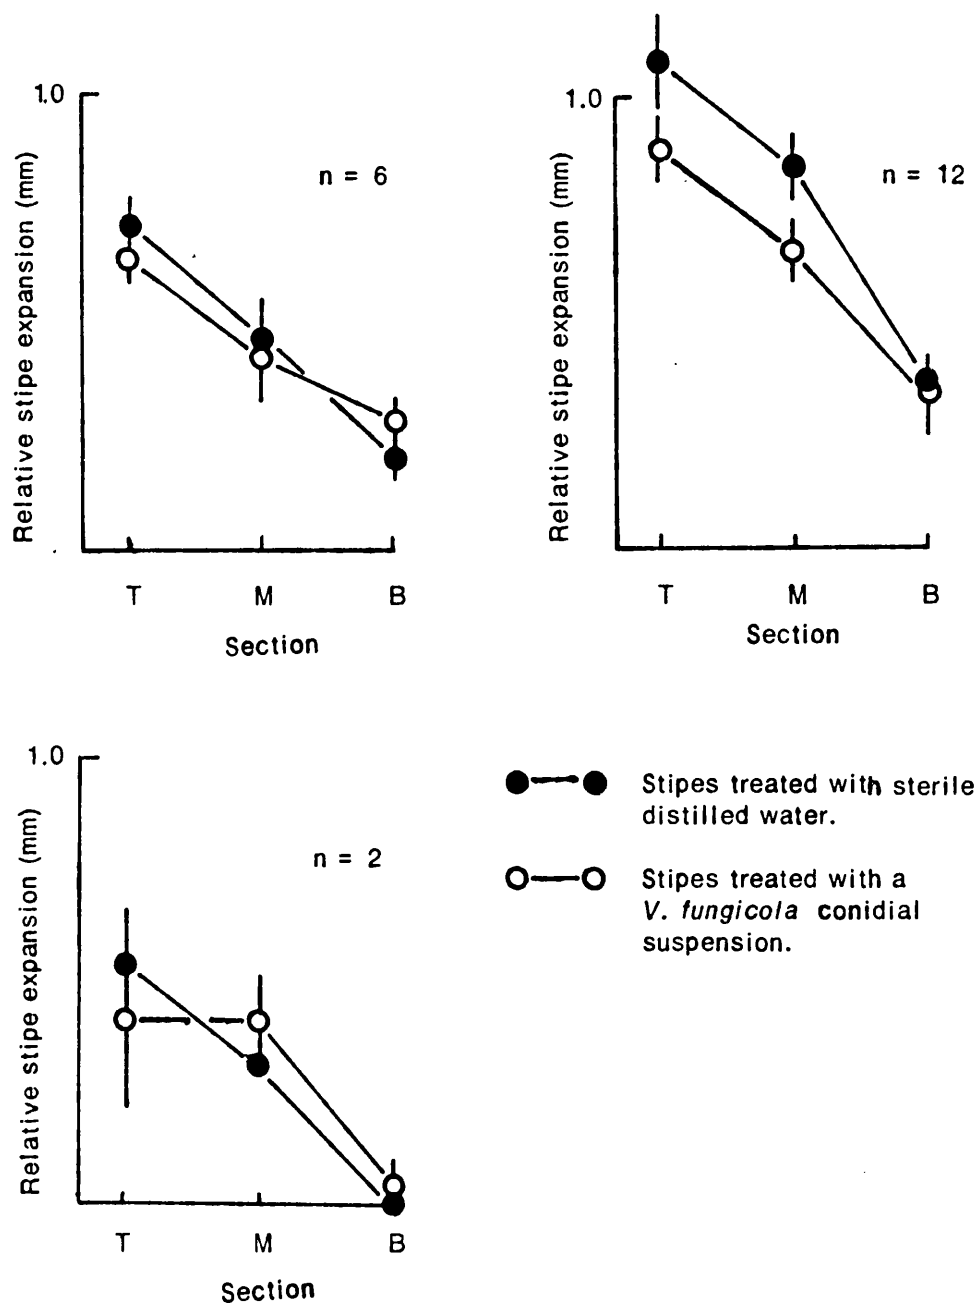 1.0
n = 6
Relative stipe expansion (mm)
T M B
Section
1.0
n = 12
Relative stipe expansion (mm)
T M B
Section
1.0
n = 2
Relative stipe expansion (mm)
T M B
Section
Stipes treated with sterile
distilled water.
Stipes treated with a
V. fungicola conidial
suspension.